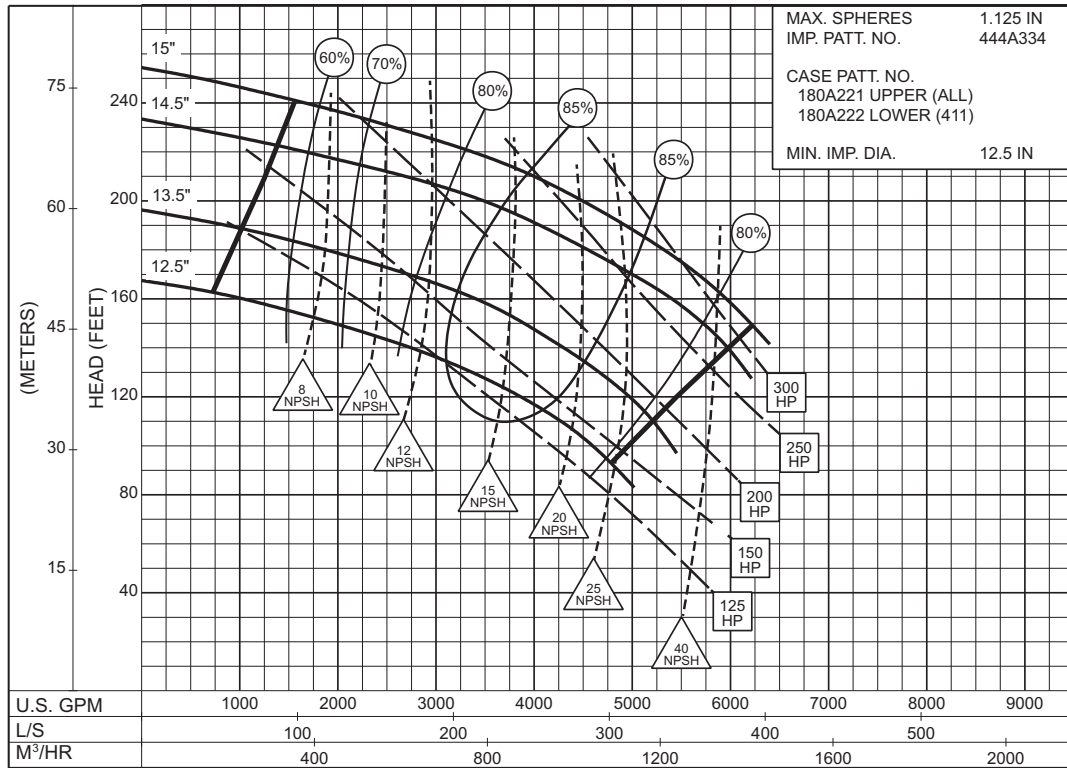 MAX. SPHERES 1.125 IN
IMP. PATT. NO. 444A334
CASE PATT. NO.
180A221 UPPER (ALL)
180A222 LOWER (411)
MIN. IMP. DIA. 12.5 IN
60%
70%
80%
85%
85%
80%
15"
14.5"
13.5"
12.5"
75
60
45
30
15
(METERS)
HEAD (FEET)
240
200
160
120
80
40
8
NPSH
10
NPSH
12
NPSH
15
NPSH
20
NPSH
25
NPSH
40
NPSH
300
HP
250
HP
200
HP
150
HP
125
HP
U.S. GPM 1000 2000 3000 4000 5000 6000 7000 8000 9000
L/S 100 200 300 400 500
M³/HR 400 800 1200 1600 2000